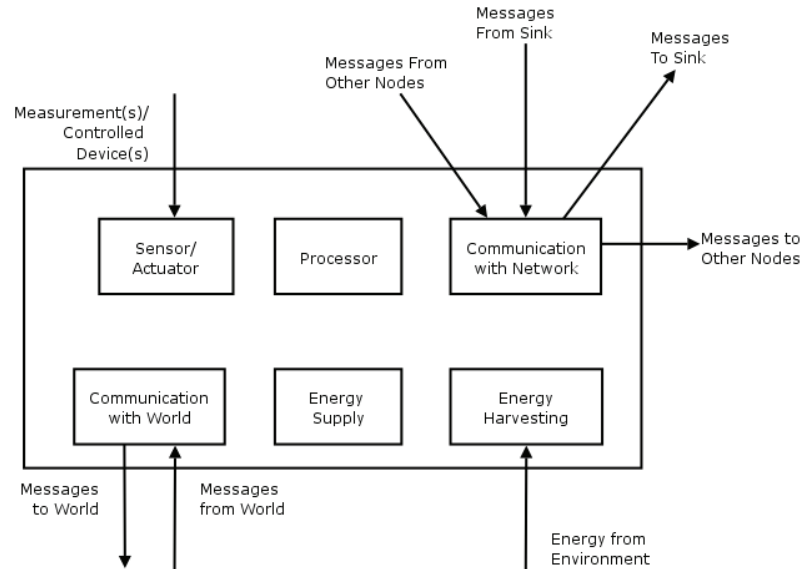 Messages
From Sink
Messages
To Sink
Messages From
Other Nodes
Measurement(s)/
Controlled
Device(s)
Sensor/
Actuator
Processor
Communication
with Network
Messages to
Other Nodes
Communication
with World
Energy
Supply
Energy
Harvesting
Messages
to World
Messages
from World
Energy from
Environment